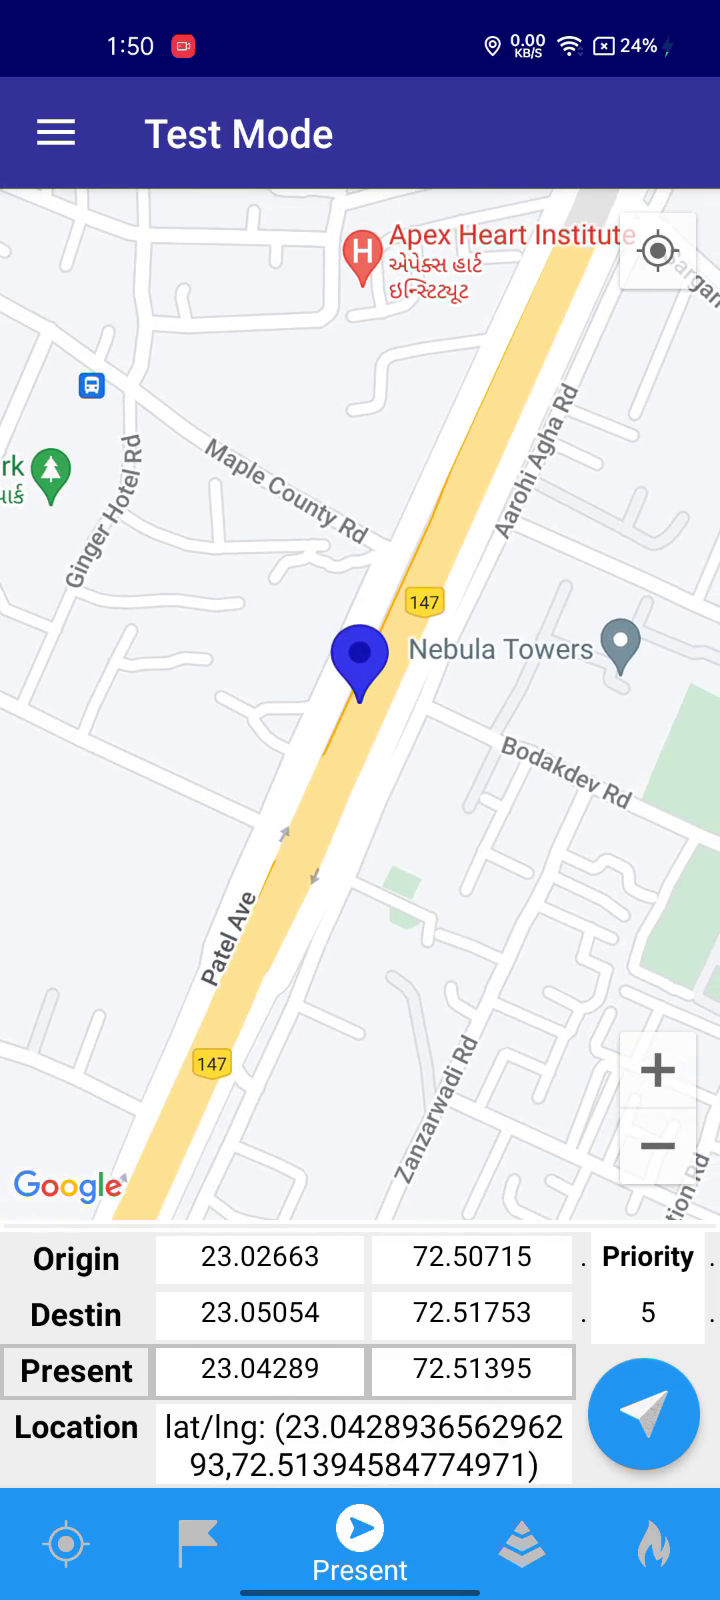 1:50
0.00
KB/S
24%
Test Mode
Apex Heart Institute
એપેક્સ હાર્ટ
ઇન્સ્ટિટ્યૂટ
rk
Ginger Hotel Rd
Maple County Rd
Aarohi Agha Rd
147
Nebula Towers
Bodakdev Rd
Patel Ave
147
Zanzarwadi Rd
Google
Origin 23.02663 72.50715 . Priority .
Destin 23.05054 72.51753 . 5 .
Present 23.04289 72.51395
Location lat/lng: (23.0428936562962
93,72.51394584774971)
Present